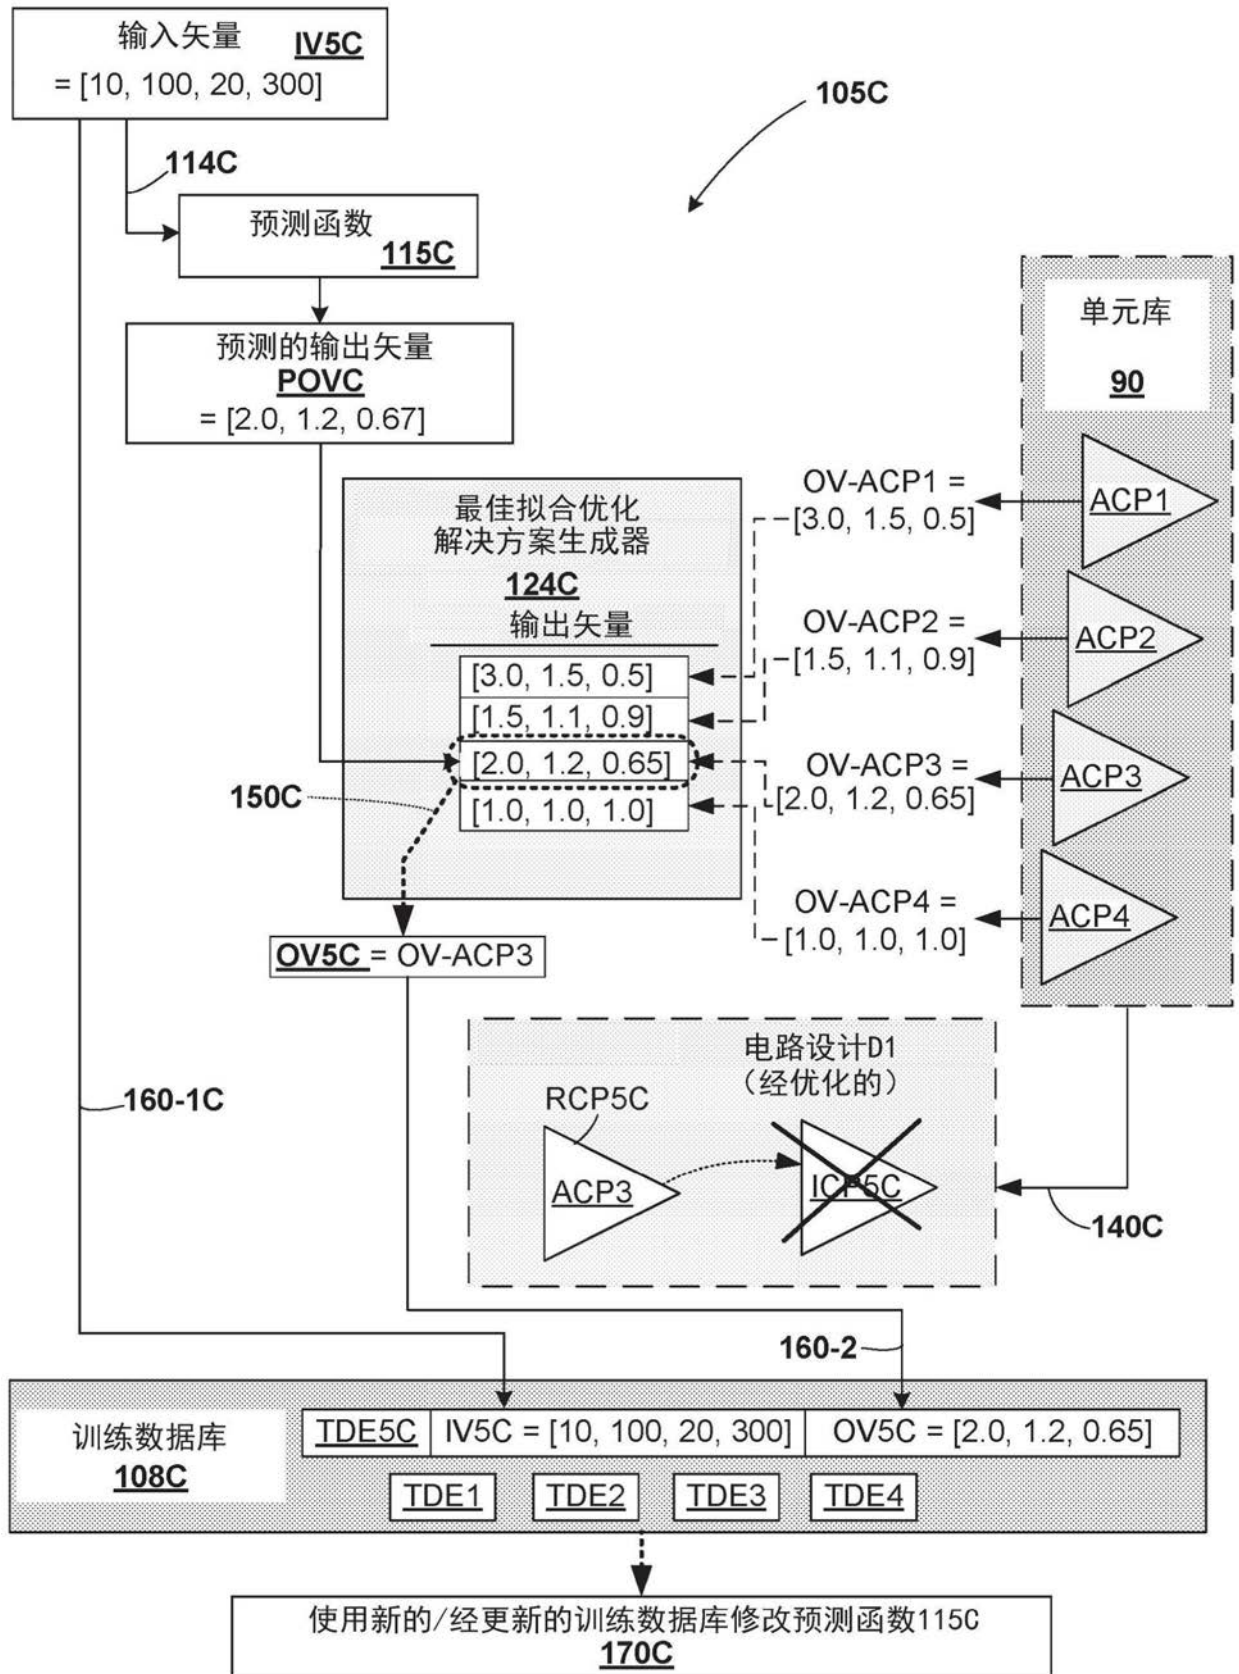 输入矢量 IV5C
= [10, 100, 20, 300]
105C
114C
预测函数
115C
预测的输出矢量
POVC
= [2.0, 1.2, 0.67]
单元库
90
最佳拟合优化
解决方案生成器
124C
输出矢量
[3.0, 1.5, 0.5]
[1.5, 1.1, 0.9]
[2.0, 1.2, 0.65]
[1.0, 1.0, 1.0]
OV-ACP1 =
[3.0, 1.5, 0.5]
ACP1
OV-ACP2 =
[1.5, 1.1, 0.9]
ACP2
OV-ACP3 =
[2.0, 1.2, 0.65]
ACP3
OV-ACP4 =
[1.0, 1.0, 1.0]
ACP4
150C
OV5C = OV-ACP3
电路设计D1
（经优化的）
RCP5C
ACP3
ICP5C
140C
160-1C
160-2
训练数据库
108C
TDE5C IV5C = [10, 100, 20, 300] OV5C = [2.0, 1.2, 0.65]
TDE1 TDE2 TDE3 TDE4
使用新的/经更新的训练数据库修改预测函数115C
170C